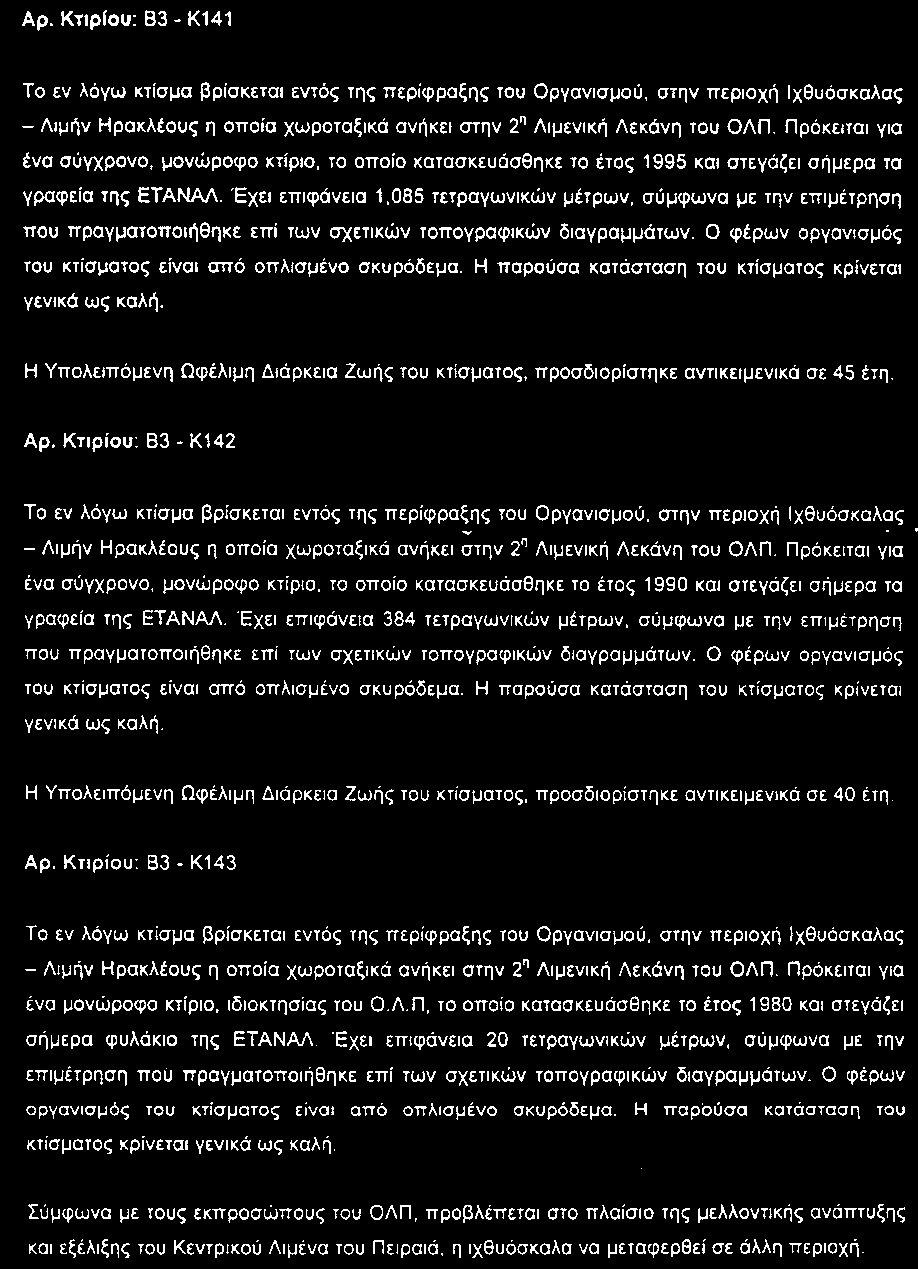 Αρ. Κτιρίου: Β3 - Κ141
Το εν λόγω κτίσμα βρίσκεται εντός της περίφραξης του Οργανισμού, στην περιοχή Ιχθυόσκαλας
– Λιμήν Ηρακλέους η οποία χωροταξικά ανήκει στην 2η Λιμενική Λεκάνη του ΟΛΠ. Πρόκειται για
ένα σύγχρονο, μονώροφο κτίριο, το οποίο κατασκευάσθηκε το έτος 1995 και στεγάζει σήμερα τα
γραφεία της ΕΤΑΝΑΛ. Έχει επιφάνεια 1,085 τετραγωνικών μέτρων, σύμφωνα με την επιμέτρηση
που πραγματοποιήθηκε επί των σχετικών τοπογραφικών διαγραμμάτων. Ο φέρων οργανισμός
του κτίσματος είναι από οπλισμένο σκυρόδεμα. Η παρούσα κατάσταση του κτίσματος κρίνεται
γενικά ως καλή.
Η Υπολειπόμενη Ωφέλιμη Διάρκεια Ζωής του κτίσματος, προσδιορίστηκε αντικειμενικά σε 45 έτη.
Αρ. Κτιρίου: Β3 - Κ142
Το εν λόγω κτίσμα βρίσκεται εντός της περίφραξης του Οργανισμού, στην περιοχή Ιχθυόσκαλας
– Λιμήν Ηρακλέους η οποία χωροταξικά ανήκει στην 2η Λιμενική Λεκάνη του ΟΛΠ. Πρόκειται για
ένα σύγχρονο, μονώροφο κτίριο, το οποίο κατασκευάσθηκε το έτος 1990 και στεγάζει σήμερα τα
γραφεία της ΕΤΑΝΑΛ. Έχει επιφάνεια 384 τετραγωνικών μέτρων, σύμφωνα με την επιμέτρηση
που πραγματοποιήθηκε επί των σχετικών τοπογραφικών διαγραμμάτων. Ο φέρων οργανισμός
του κτίσματος είναι από οπλισμένο σκυρόδεμα. Η παρούσα κατάσταση του κτίσματος κρίνεται
γενικά ως καλή.
Η Υπολειπόμενη Ωφέλιμη Διάρκεια Ζωής του κτίσματος, προσδιορίστηκε αντικειμενικά σε 40 έτη.
Αρ. Κτιρίου: Β3 - Κ143
Το εν λόγω κτίσμα βρίσκεται εντός της περίφραξης του Οργανισμού, στην περιοχή Ιχθυόσκαλας
– Λιμήν Ηρακλέους η οποία χωροταξικά ανήκει στην 2η Λιμενική Λεκάνη του ΟΛΠ. Πρόκειται για
ένα μονώροφο κτίριο, ιδιοκτησίας του Ο.Λ.Π, το οποίο κατασκευάσθηκε το έτος 1980 και στεγάζει
σήμερα φυλάκιο της ΕΤΑΝΑΛ. Έχει επιφάνεια 20 τετραγωνικών μέτρων, σύμφωνα με την
επιμέτρηση που πραγματοποιήθηκε επί των σχετικών τοπογραφικών διαγραμμάτων. Ο φέρων
οργανισμός του κτίσματος είναι από οπλισμένο σκυρόδεμα. Η παρούσα κατάσταση του
κτίσματος κρίνεται γενικά ως καλή.
Σύμφωνα με τους εκπροσώπους του ΟΛΠ, προβλέπεται στο πλαίσιο της μελλοντικής ανάπτυξης
και εξέλιξης του Κεντρικού Λιμένα του Πειραιά, η ιχθυόσκαλα να μεταφερθεί σε άλλη περιοχή.